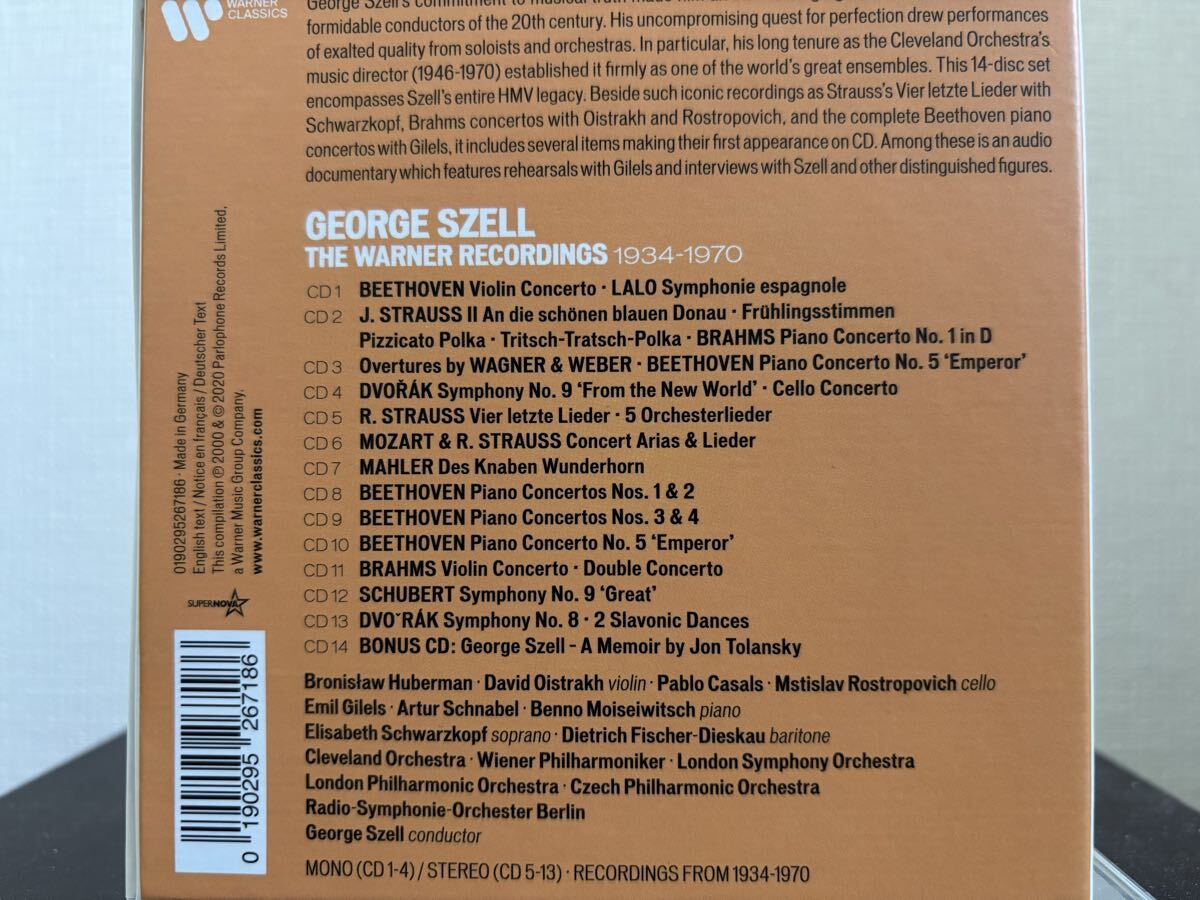 WARNER
CLASSICS
George Szell's commitment to musical truth made him
formidable conductors of the 20th century. His uncompromising quest for perfection drew performances
of exalted quality from soloists and orchestras. In particular, his long tenure as the Cleveland Orchestra's
music director (1946-1970) established it firmly as one of the world's great ensembles. This 14-disc set
encompasses Szell's entire HMV legacy. Beside such iconic recordings as Strauss's Vier letzte Lieder with
Schwarzkopf, Brahms concertos with Oistrakh and Rostropovich, and the complete Beethoven piano
concertos with Gilels, it includes several items making their first appearance on CD. Among these is an audio
documentary which features rehearsals with Gilels and interviews with Szell and other distinguished figures.
GEORGE SZELL
THE WARNER RECORDINGS 1934-1970
CD 1 BEETHOVEN Violin Concerto · LALO Symphonie espagnole
CD 2 J. STRAUSS II An die schönen blauen Donau · Frühlingsstimmen
Pizzicato Polka · Tritsch-Tratsch-Polka · BRAHMS Piano Concerto No. 1 in D
CD 3 Overtures by WAGNER & WEBER · BEETHOVEN Piano Concerto No. 5 ‘Emperor’
CD 4 DVOŘÁK Symphony No. 9 ‘From the New World’ · Cello Concerto
CD 5 R. STRAUSS Vier letzte Lieder · 5 Orchesterlieder
CD 6 MOZART & R. STRAUSS Concert Arias & Lieder
CD 7 MAHLER Des Knaben Wunderhorn
CD 8 BEETHOVEN Piano Concertos Nos. 1 & 2
CD 9 BEETHOVEN Piano Concertos Nos. 3 & 4
CD 10 BEETHOVEN Piano Concerto No. 5 ‘Emperor’
CD 11 BRAHMS Violin Concerto · Double Concerto
CD 12 SCHUBERT Symphony No. 9 ‘Great’
CD 13 DVOˇRÁK Symphony No. 8 · 2 Slavonic Dances
CD 14 BONUS CD: George Szell – A Memoir by Jon Tolansky
Bronisław Huberman · David Oistrakh violin · Pablo Casals · Mstislav Rostropovich cello
Emil Gilels · Artur Schnabel · Benno Moiseiwitsch piano
Elisabeth Schwarzkopf soprano · Dietrich Fischer-Dieskau baritone
Cleveland Orchestra · Wiener Philharmoniker · London Symphony Orchestra
London Philharmonic Orchestra · Czech Philharmonic Orchestra
Radio-Symphonie-Orchester Berlin
George Szell conductor
MONO (CD 1-4) / STEREO (CD 5-13) · RECORDINGS FROM 1934-1970
0190295267186 · Made in Germany
English text / Notice en français / Deutscher Text
This compilation ℗ 2000 & © 2020 Parlophone Records Limited,
a Warner Music Group Company.
www.warnerclassics.com
SUPERNOVA
0 190295 267186